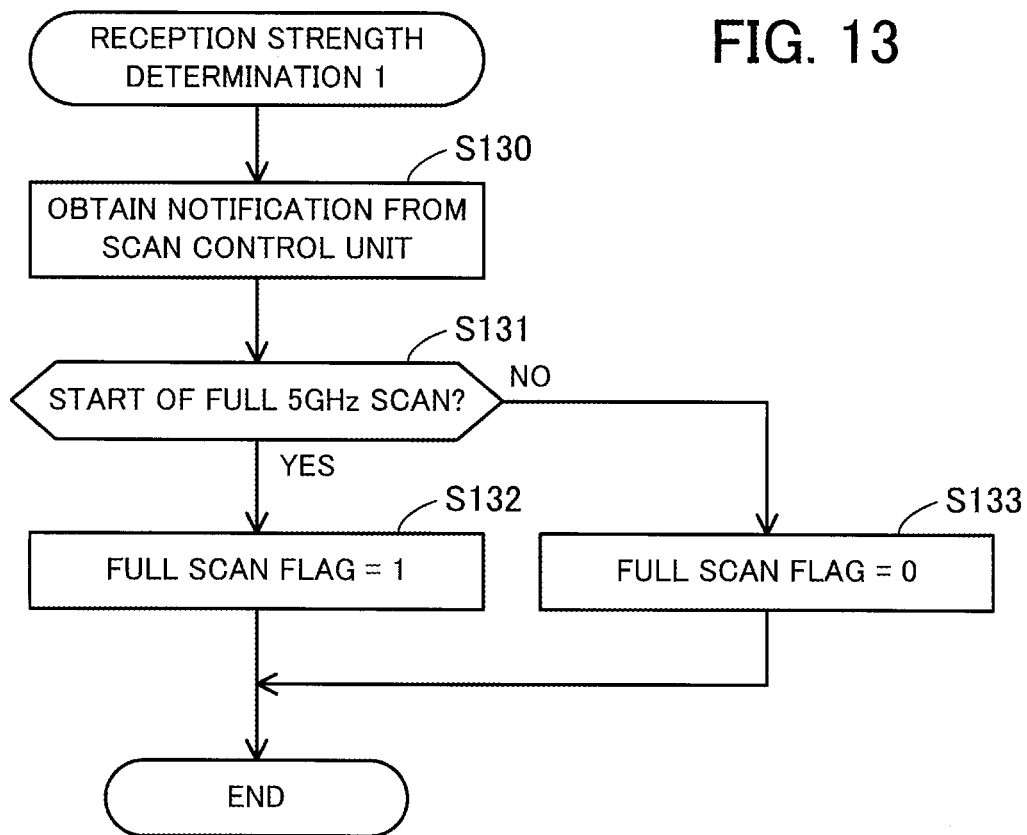 FIG. 13
RECEPTION STRENGTH
DETERMINATION 1
S130
OBTAIN NOTIFICATION FROM
SCAN CONTROL UNIT
S131
START OF FULL 5GHz SCAN?
NO
YES
S132
FULL SCAN FLAG = 1
S133
FULL SCAN FLAG = 0
END